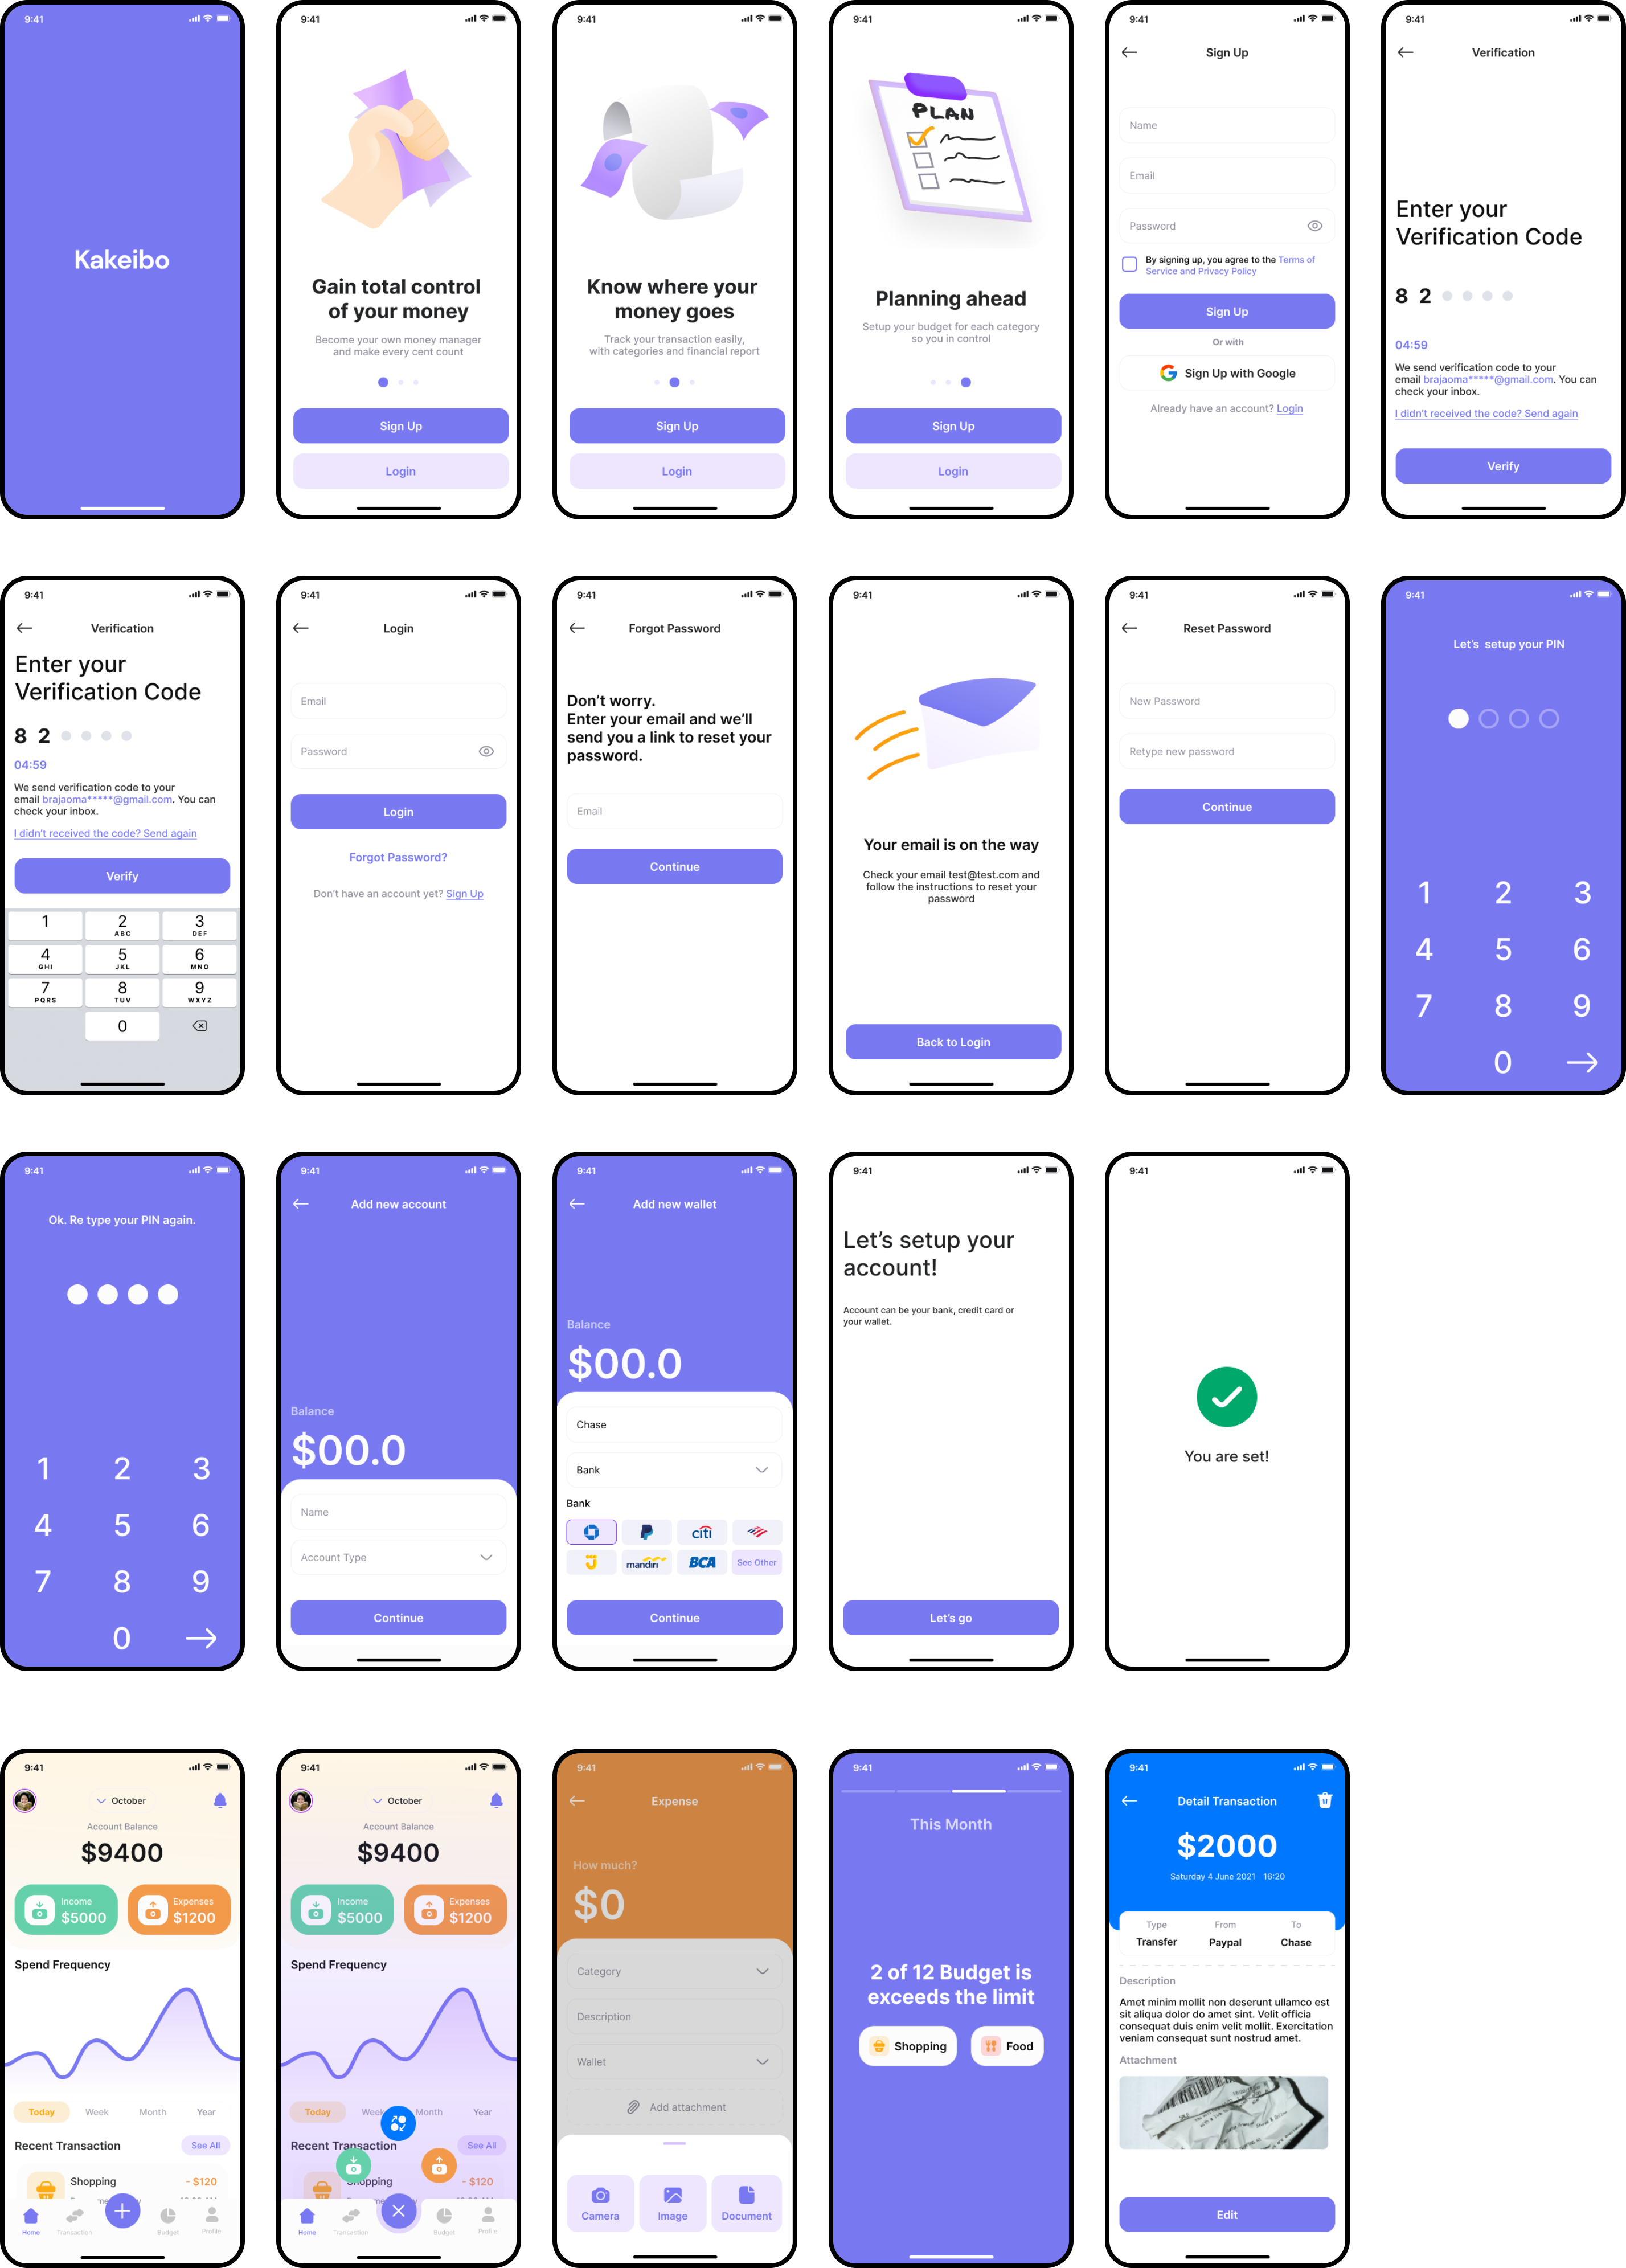 9:41
Kakeibo
9:41
PLAN
Gain total control
of your money
Become your own money manager
and make every cent count
Sign Up
Login
9:41
Know where your
money goes
Track your transaction easily,
with categories and financial report
Sign Up
Login
9:41
Planning ahead
Setup your budget for each category
so you in control
Sign Up
Login
9:41
Sign Up
Name
Email
Password
By signing up, you agree to the Terms of
Service and Privacy Policy
Sign Up
Or with
Sign Up with Google
Already have an account? Login
9:41
Verification
Enter your
Verification Code
8 2
04:59
We send verification code to your
email brajaoma*****@gmail.com. You can
check your inbox.
I didn't received the code? Send again
Verify
9:41
Verification
Enter your
Verification Code
8 2
04:59
We send verification code to your
email brajaoma*****@gmail.com. You can
check your inbox.
I didn't received the code? Send again
Verify
1 2 3
ABC DEF
4 5 6
GHI JKL MNO
7 8 9
PQRS TUV WXYZ
0
9:41
Login
Email
Password
Login
Forgot Password?
Don't have an account yet? Sign Up
9:41
Forgot Password
Don't worry.
Enter your email and we'll
send you a link to reset your
password.
Email
Continue
9:41
Your email is on the way
Check your email test@test.com and
follow the instructions to reset your
password
Back to Login
9:41
Reset Password
New Password
Retype new password
Continue
9:41
Let's setup your PIN
1 2 3
4 5 6
7 8 9
0
9:41
Ok. Re type your PIN again.
1 2 3
4 5 6
7 8 9
0
9:41
Add new account
Balance
$00.0
Name
Account Type
Continue
9:41
Add new wallet
Balance
$00.0
Chase
Bank
Bank
citi
mandiri BCA See Other
Continue
9:41
Let's setup your
account!
Account can be your bank, credit card or
your wallet.
Let's go
9:41
You are set!
9:41
October
Account Balance
$9400
Income
$5000
Expenses
$1200
Spend Frequency
Today Week Month Year
Recent Transaction See All
Shopping - $120
Home Transaction Budget Profile
9:41
October
Account Balance
$9400
Income
$5000
Expenses
$1200
Spend Frequency
Today Week Month Year
Recent Transaction See All
Shopping - $120
Home Transaction Budget Profile
9:41
Expense
How much?
$0
Category
Description
Wallet
Add attachment
Camera Image Document
9:41
This Month
2 of 12 Budget is
exceeds the limit
Shopping Food
9:41
Detail Transaction
$2000
Saturday 4 June 2021 16:20
Type From To
Transfer Paypal Chase
Description
Amet minim mollit non deserunt ullamco est
sit aliqua dolor do amet sint. Velit officia
consequat duis enim velit mollit. Exercitation
veniam consequat sunt nostrud amet.
Attachment
Edit